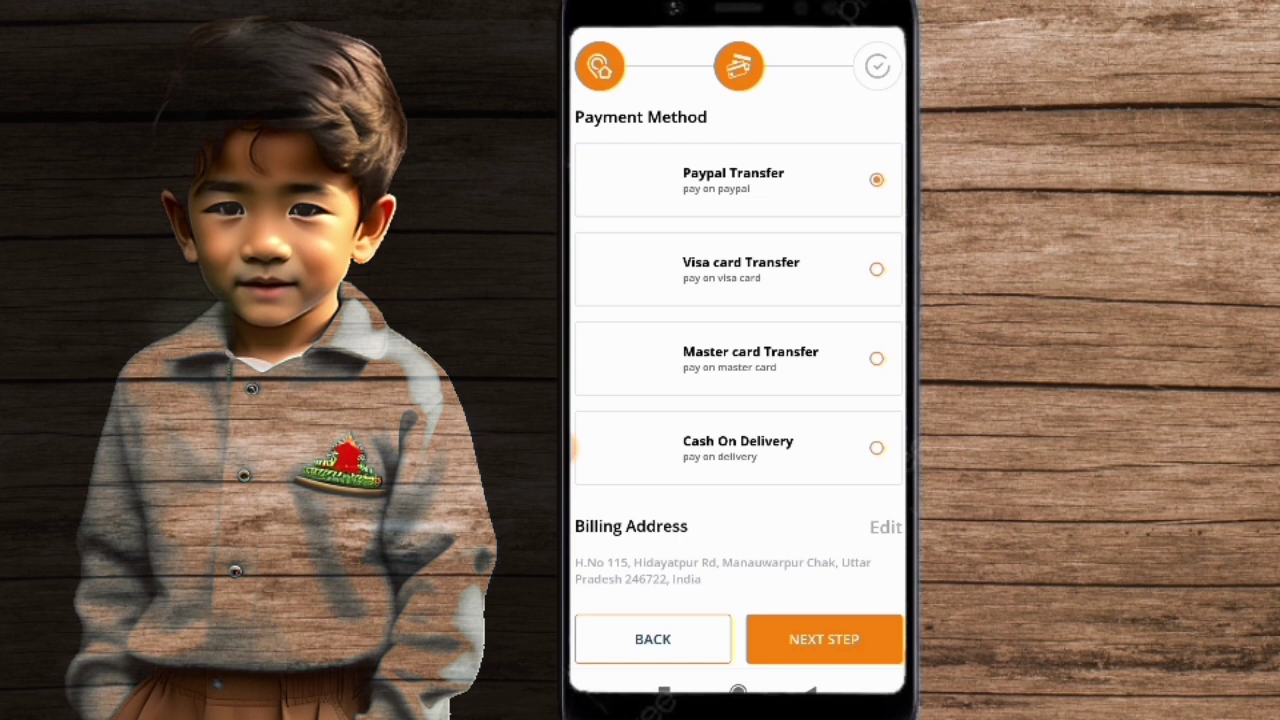 Payment Method
Paypal Transfer
pay on paypal
Visa card Transfer
pay on visa card
Master card Transfer
pay on master card
Cash On Delivery
pay on delivery
Billing Address
Edit
H.No 115, Hidayatpur Rd, Manauwarpur Chak, Uttar
Pradesh 246722, India
BACK
NEXT STEP